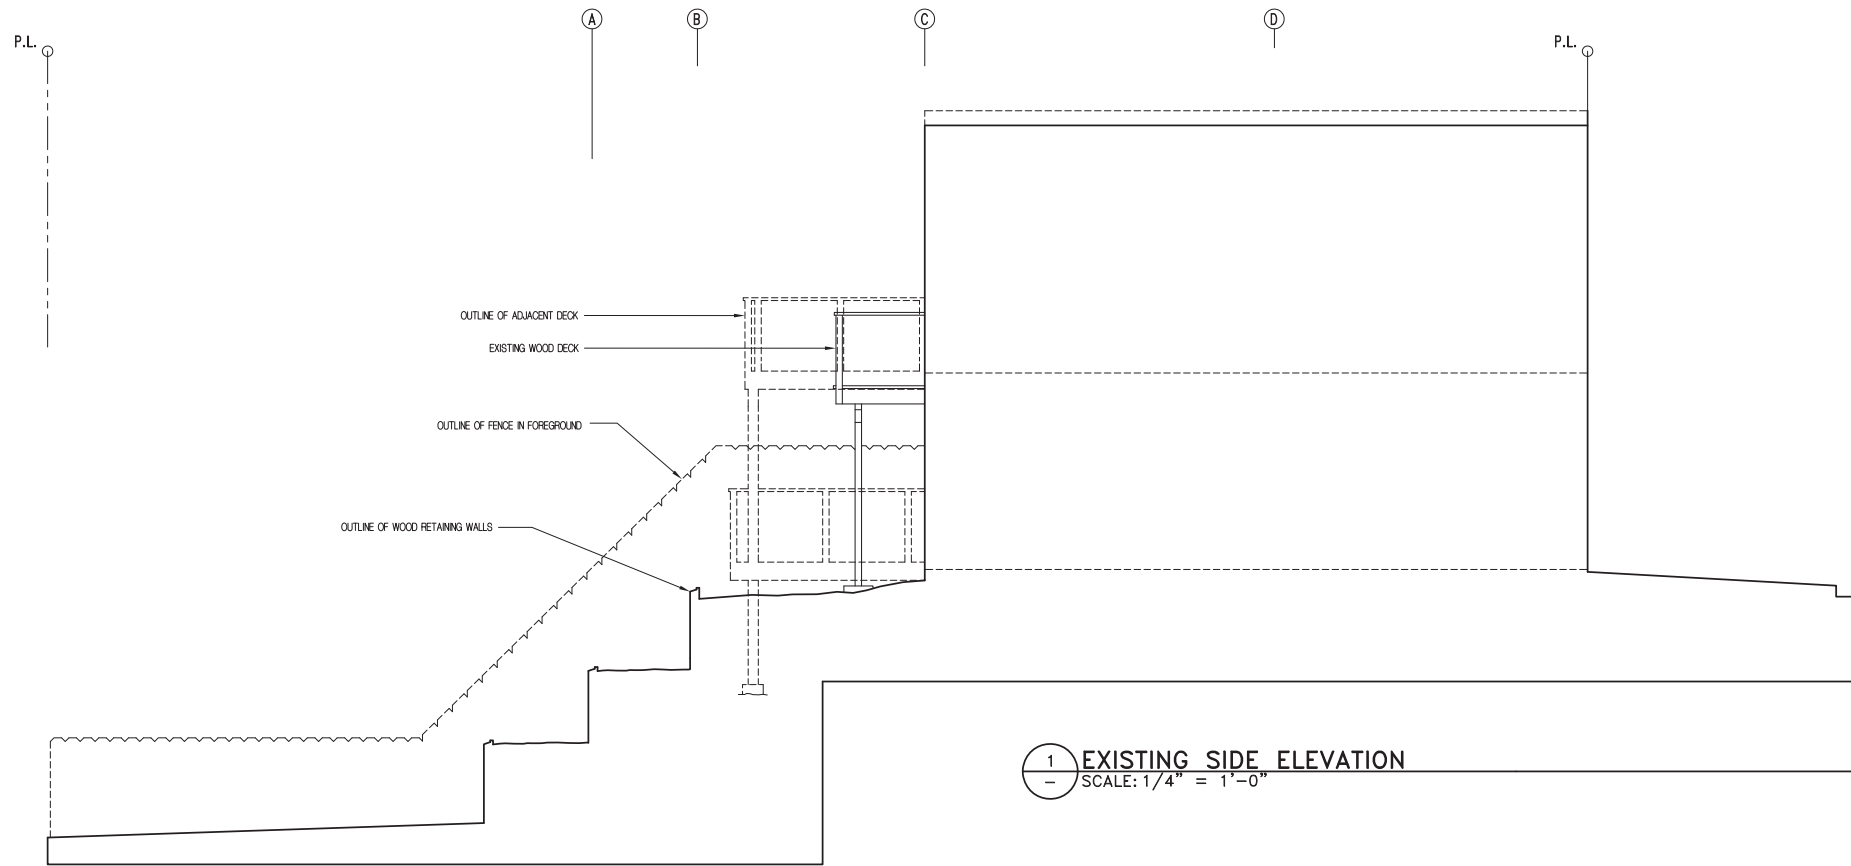 A
B
C
D
P.L.
P.L.
OUTLINE OF ADJACENT DECK
EXISTING WOOD DECK
OUTLINE OF FENCE IN FOREGROUND
OUTLINE OF WOOD RETAINING WALLS
1
EXISTING SIDE ELEVATION
–
SCALE: 1/4" = 1'-0"